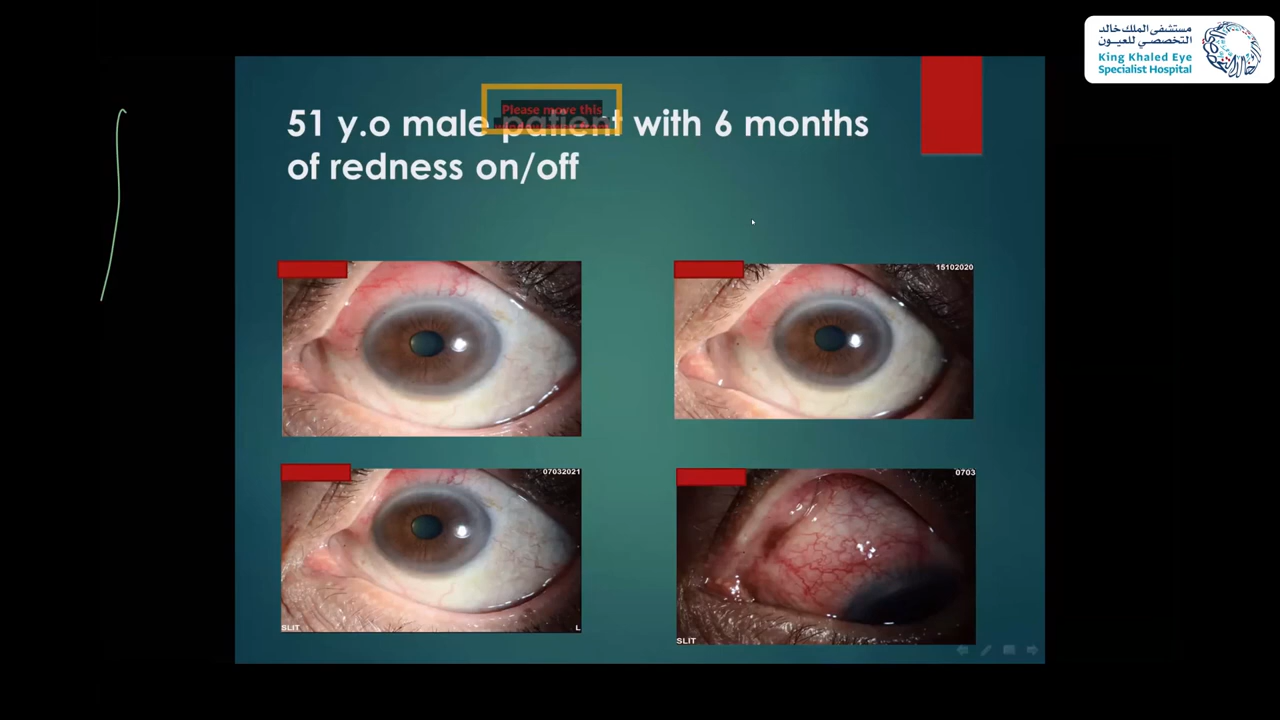 مستشفى الملك خالد
التخصصي للعيون
King Khaled Eye
Specialist Hospital
Please move this
51 y.o male patient with 6 months
of redness on/off
15102020
07032021
0703
SLIT
L
SLIT